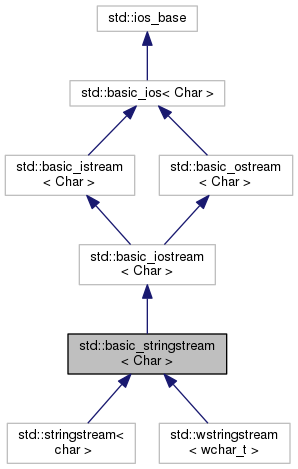 std::ios_base
std::basic_ios< Char >
std::basic_istream
< Char >
std::basic_ostream
< Char >
std::basic_iostream
< Char >
std::basic_stringstream
< Char >
std::stringstream<
char >
std::wstringstream
< wchar_t >